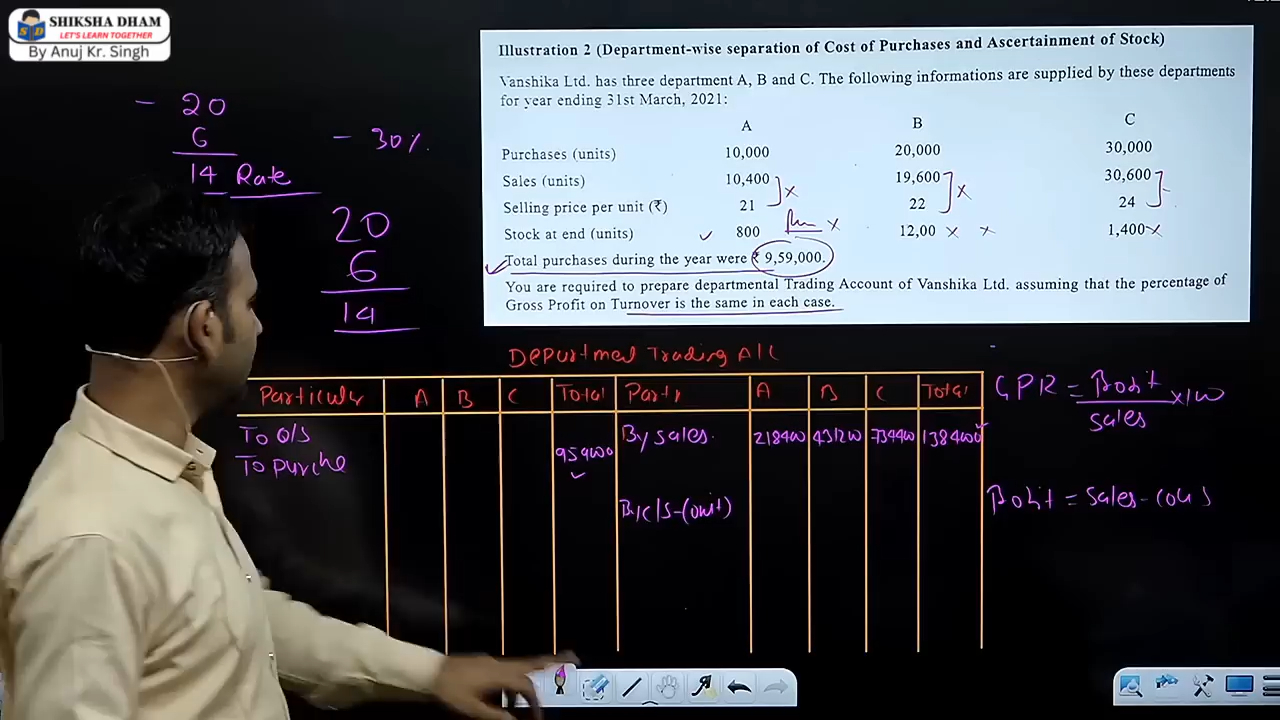 SHIKSHA DHAM
LET'S LEARN TOGETHER
By Anuj Kr. Singh
- 20
6
14 Rate
- 30%.
20
6
14
Illustration 2 (Department-wise separation of Cost of Purchases and Ascertainment of Stock)
Vanshika Ltd. has three department A, B and C. The following informations are supplied by these departments
for year ending 31st March, 2021:
A B C
Purchases (units) 10,000 20,000 30,000
Sales (units) 10,400 19,600 30,600
Selling price per unit (₹) 21 22 24
Stock at end (units) 800 12,00 1,400
Total purchases during the year were ₹ 9,59,000.
You are required to prepare departmental Trading Account of Vanshika Ltd. assuming that the percentage of
Gross Profit on Turnover is the same in each case.
Departmed Trading A/C
Particular A B C Total Part, A B C Total
To O/S By sales. 218400 431200 734400 1384000
To purche 959000
By C/S-(unit)
GPR = Profit / sales ×100
Profit = Sales - Cost